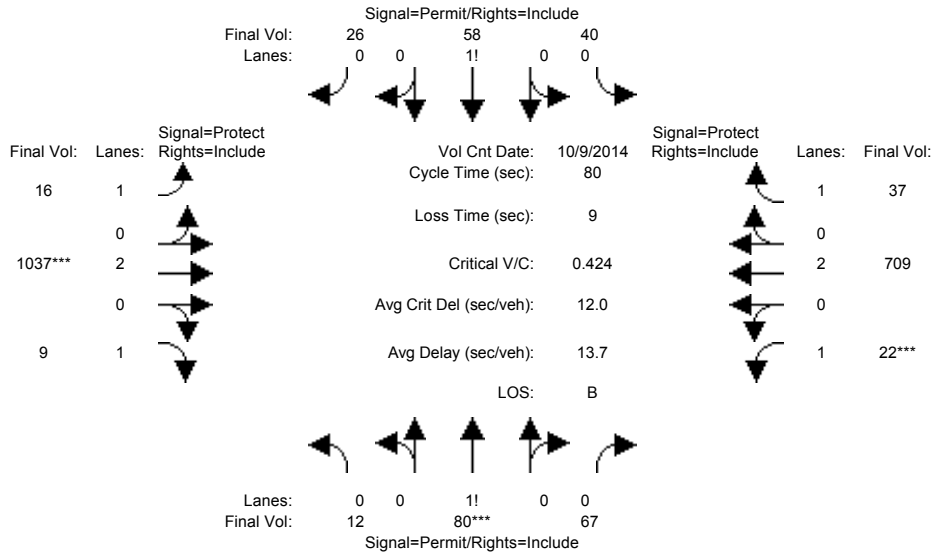 Signal=Permit/Rights=Include
Final Vol: 26 58 40
Lanes: 0 0 1! 0 0
Signal=Protect Signal=Protect
Final Vol: Lanes: Rights=Include Vol Cnt Date: 10/9/2014 Rights=Include Lanes: Final Vol:
Cycle Time (sec): 80
16 1 1 37
Loss Time (sec): 9
0 0
1037*** 2 Critical V/C: 0.424 2 709
0 Avg Crit Del (sec/veh): 12.0 0
9 1 Avg Delay (sec/veh): 13.7 1 22***
LOS: B
Lanes: 0 0 1! 0 0
Final Vol: 12 80*** 67
Signal=Permit/Rights=Include